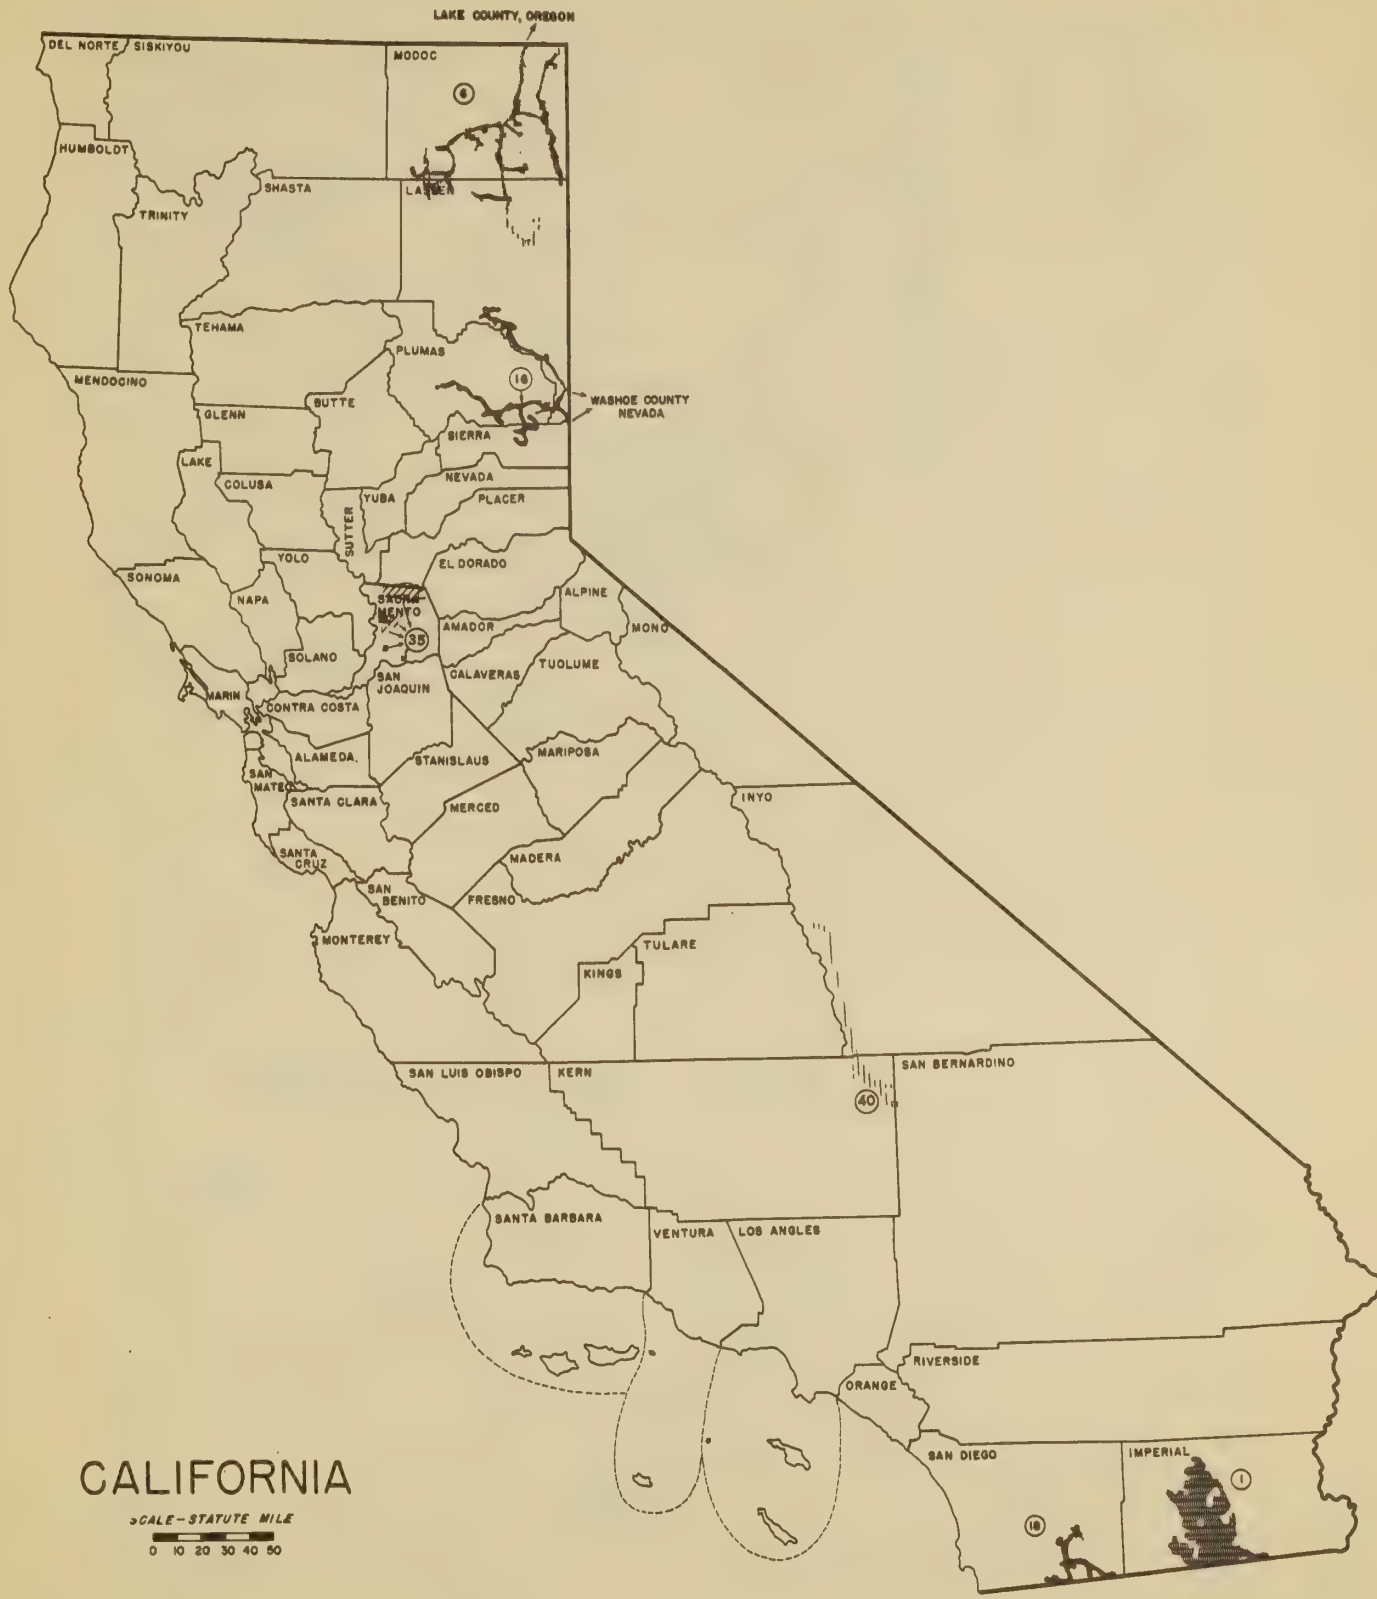 LAKE COUNTY, OREGON
DEL NORTE
SISKIYOU
MODOC
6
HUMBOLDT
TRINITY
SHASTA
LASSEN
TEHAMA
PLUMAS
MENDOCINO
16
WASHOE COUNTY
NEVADA
GLENN
BUTTE
SIERRA
LAKE
COLUSA
YUBA
NEVADA
PLACER
SUTTER
YOLO
EL DORADO
SONOMA
NAPA
SACRA
MENTO
ALPINE
35
AMADOR
MONO
SOLANO
CALAVERAS
TUOLUME
SAN
JOAQUIN
MARIN
CONTRA COSTA
ALAMEDA.
STANISLAUS
MARIPOSA
SAN
MATEO
SANTA CLARA
MERCED
INYO
SANTA
CRUZ
MADERA
SAN
BENITO
FRESNO
MONTEREY
TULARE
KINGS
SAN LUIS OBISPO
KERN
SAN BERNARDINO
40
SANTA BARBARA
VENTURA
LOS ANGLES
RIVERSIDE
ORANGE
SAN DIEGO
IMPERIAL
1
18
CALIFORNIA
SCALE-STATUTE MILE
0 10 20 30 40 50